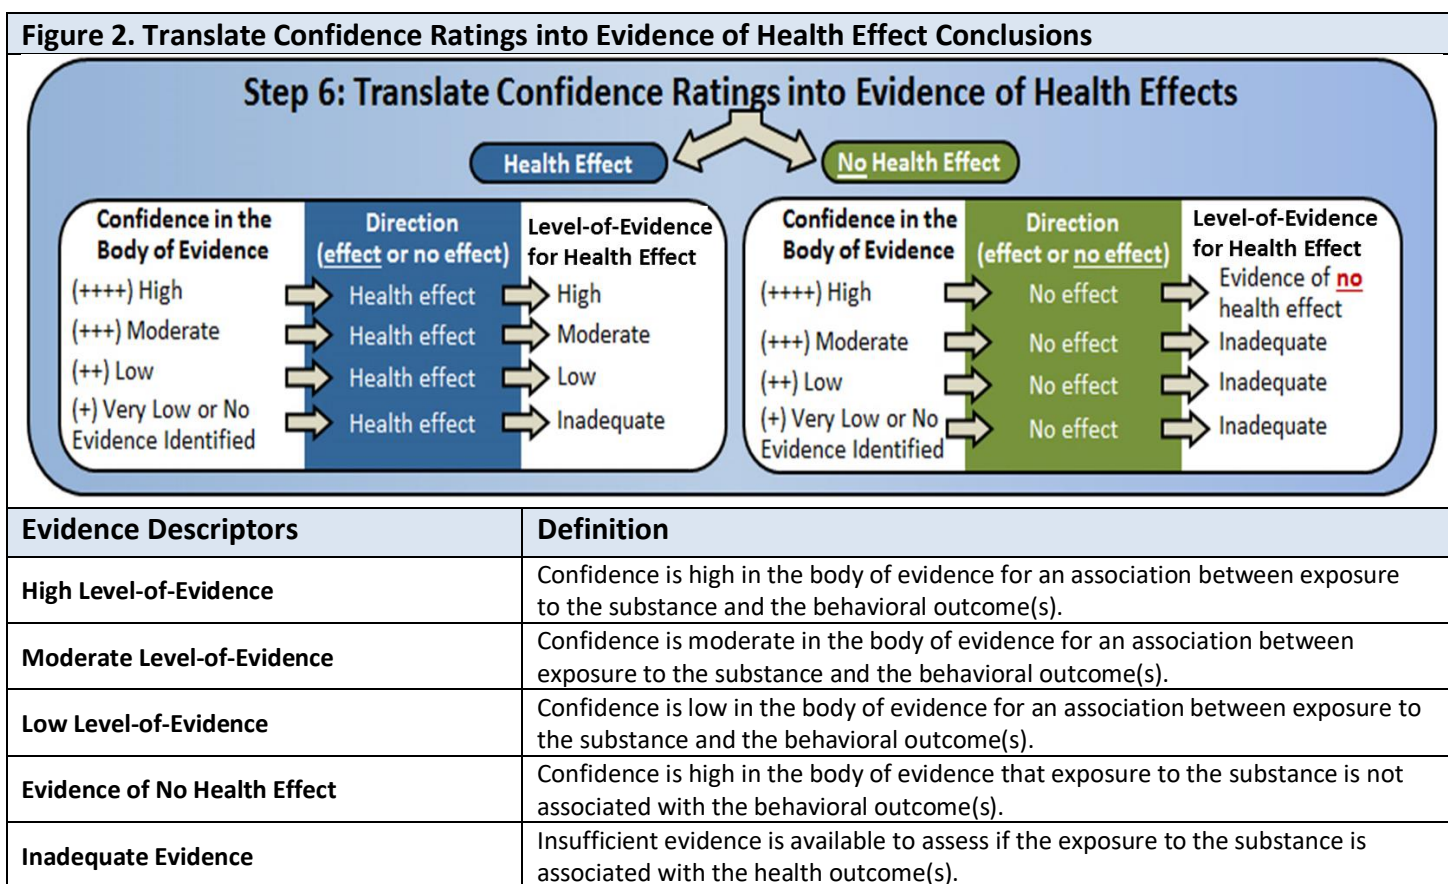 Figure 2. Translate Confidence Ratings into Evidence of Health Effect Conclusions
Step 6: Translate Confidence Ratings into Evidence of Health Effects
Health Effect
No Health Effect
Confidence in the
Body of Evidence
Direction
(effect or no effect)
Level-of-Evidence
for Health Effect
(++++) High
Health effect
High
(+++) Moderate
Health effect
Moderate
(++) Low
Health effect
Low
(+) Very Low or No
Evidence Identified
Health effect
Inadequate
Confidence in the
Body of Evidence
Direction
(effect or no effect)
Level-of-Evidence
for Health Effect
(++++) High
No effect
Evidence of no
health effect
(+++) Moderate
No effect
Inadequate
(++) Low
No effect
Inadequate
(+) Very Low or No
Evidence Identified
No effect
Inadequate
Evidence Descriptors
Definition
High Level-of-Evidence
Confidence is high in the body of evidence for an association between exposure
to the substance and the behavioral outcome(s).
Moderate Level-of-Evidence
Confidence is moderate in the body of evidence for an association between
exposure to the substance and the behavioral outcome(s).
Low Level-of-Evidence
Confidence is low in the body of evidence for an association between exposure to
the substance and the behavioral outcome(s).
Evidence of No Health Effect
Confidence is high in the body of evidence that exposure to the substance is not
associated with the behavioral outcome(s).
Inadequate Evidence
Insufficient evidence is available to assess if the exposure to the substance is
associated with the health outcome(s).